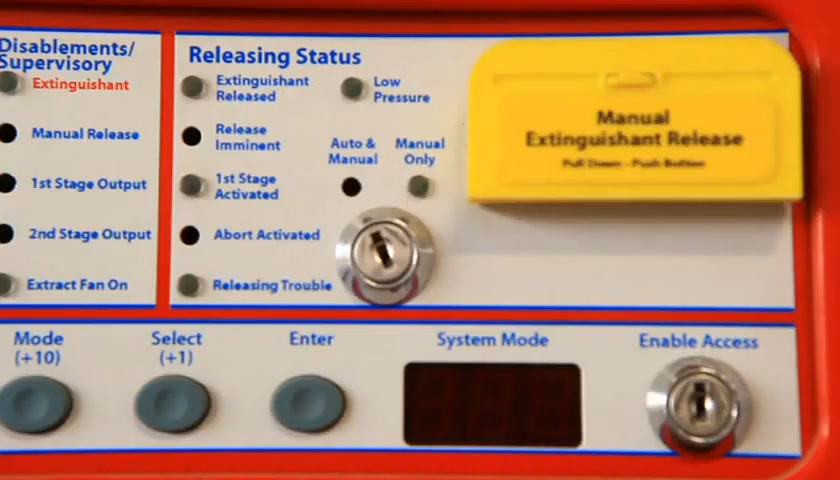 Disablements/
Supervisory
Extinguishant
Manual Release
1st Stage Output
2nd Stage Output
Extract Fan On
Releasing Status
Extinguishant
Released
Release
Imminent
1st Stage
Activated
Abort Activated
Releasing Trouble
Low
Pressure
Auto &
Manual
Manual
Only
Manual
Extinguishant Release
Pull Down - Push Button
Mode
(+10)
Select
(+1)
Enter
System Mode
Enable Access